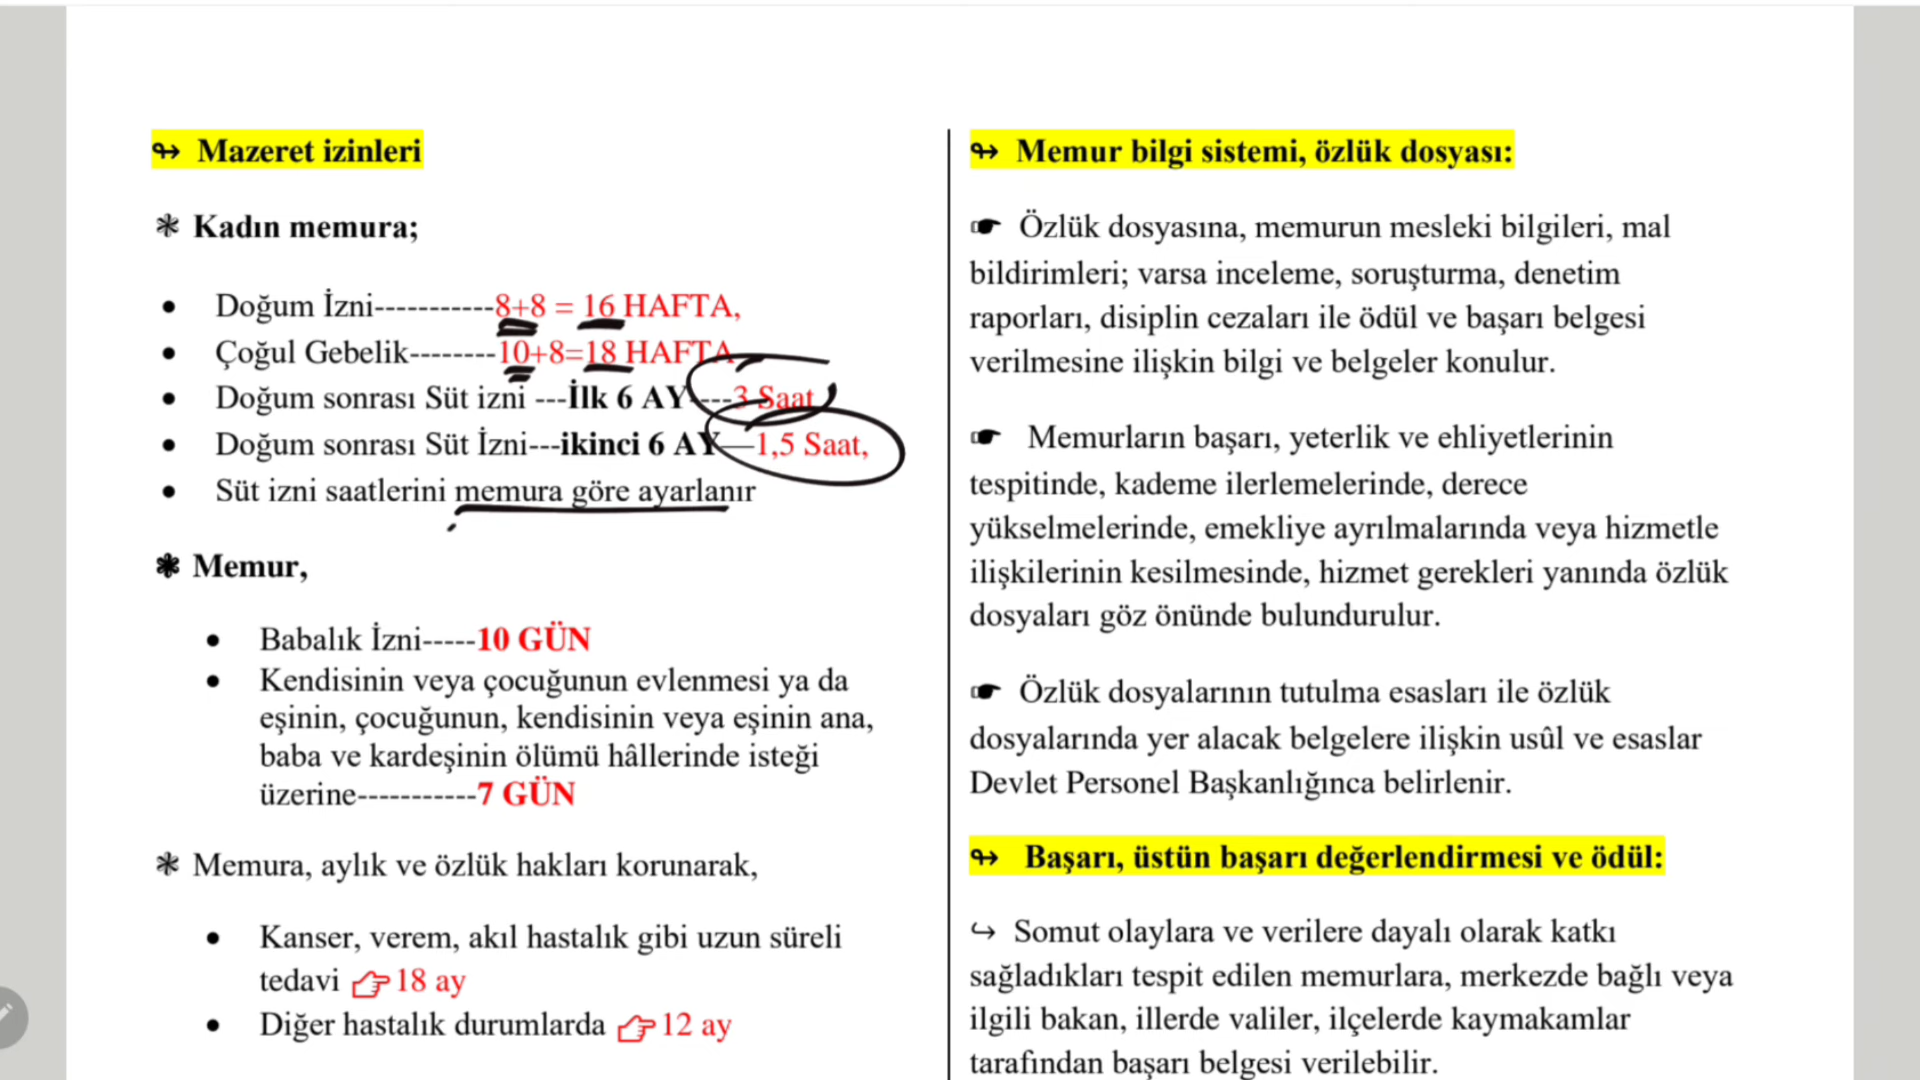 ↬ Mazeret izinleri
❃ Kadın memura;
• Doğum İzni-----------8+8 = 16 HAFTA,
• Çoğul Gebelik--------10+8=18 HAFTA
• Doğum sonrası Süt izni ---İlk 6 AY----3 Saat
• Doğum sonrası Süt İzni---ikinci 6 AY—1,5 Saat,
• Süt izni saatlerini memura göre ayarlanır
❃ Memur,
• Babalık İzni-----10 GÜN
• Kendisinin veya çocuğunun evlenmesi ya da
eşinin, çocuğunun, kendisinin veya eşinin ana,
baba ve kardeşinin ölümü hâllerinde isteği
üzerine-----------7 GÜN
❃ Memura, aylık ve özlük hakları korunarak,
• Kanser, verem, akıl hastalık gibi uzun süreli
tedavi 👉 18 ay
• Diğer hastalık durumlarda 👉 12 ay
↬ Memur bilgi sistemi, özlük dosyası:
☛ Özlük dosyasına, memurun mesleki bilgileri, mal
bildirimleri; varsa inceleme, soruşturma, denetim
raporları, disiplin cezaları ile ödül ve başarı belgesi
verilmesine ilişkin bilgi ve belgeler konulur.
☛ Memurların başarı, yeterlik ve ehliyetlerinin
tespitinde, kademe ilerlemelerinde, derece
yükselmelerinde, emekliye ayrılmalarında veya hizmetle
ilişkilerinin kesilmesinde, hizmet gerekleri yanında özlük
dosyaları göz önünde bulundurulur.
☛ Özlük dosyalarının tutulma esasları ile özlük
dosyalarında yer alacak belgelere ilişkin usûl ve esaslar
Devlet Personel Başkanlığınca belirlenir.
↬ Başarı, üstün başarı değerlendirmesi ve ödül:
↪ Somut olaylara ve verilere dayalı olarak katkı
sağladıkları tespit edilen memurlara, merkezde bağlı veya
ilgili bakan, illerde valiler, ilçelerde kaymakamlar
tarafından başarı belgesi verilebilir.